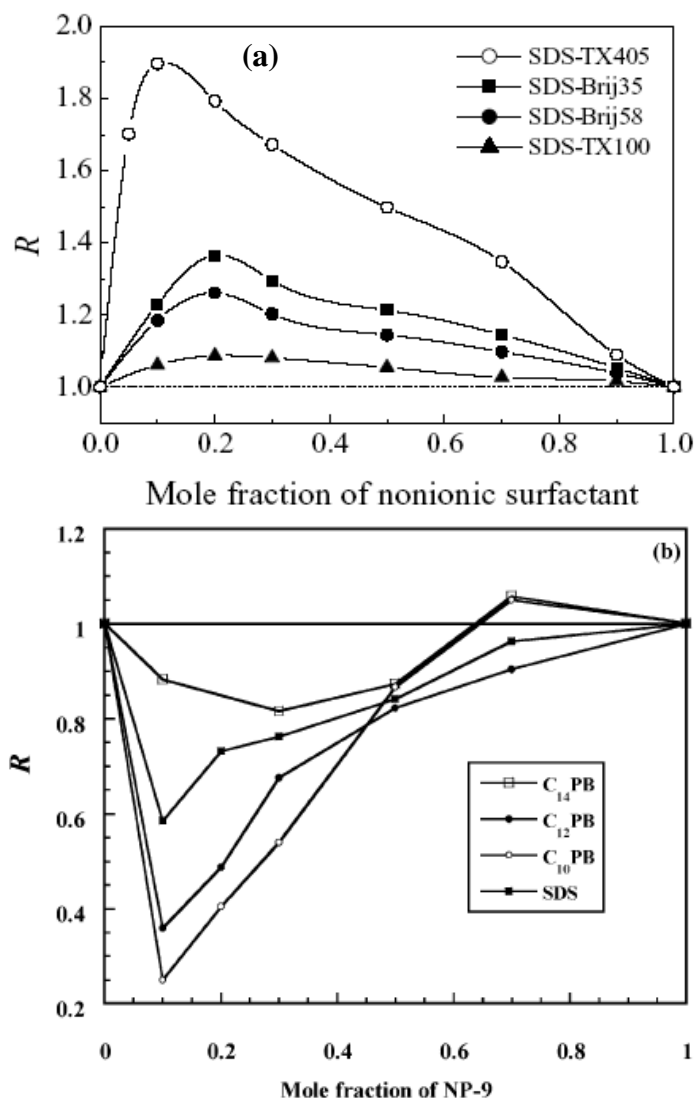 (a)
SDS-TX405
SDS-Brij35
SDS-Brij58
SDS-TX100
R
2.0
1.8
1.6
1.4
1.2
1.0
0.0 0.2 0.4 0.6 0.8 1.0
Mole fraction of nonionic surfactant
(b)
R
1.2
1
0.8
0.6
0.4
0.2
C₁₄PB
C₁₂PB
C₁₀PB
SDS
0 0.2 0.4 0.6 0.8 1
Mole fraction of NP-9